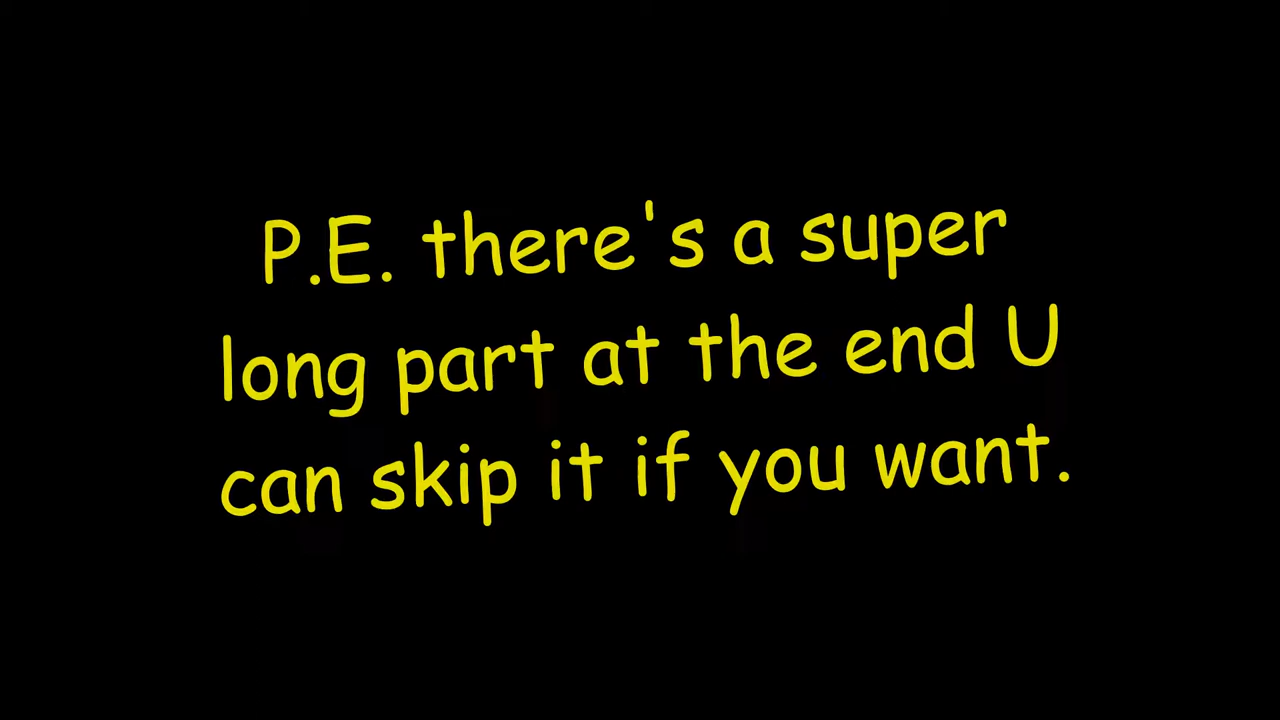 P.E. there's a super
long part at the end U
can skip it if you want.